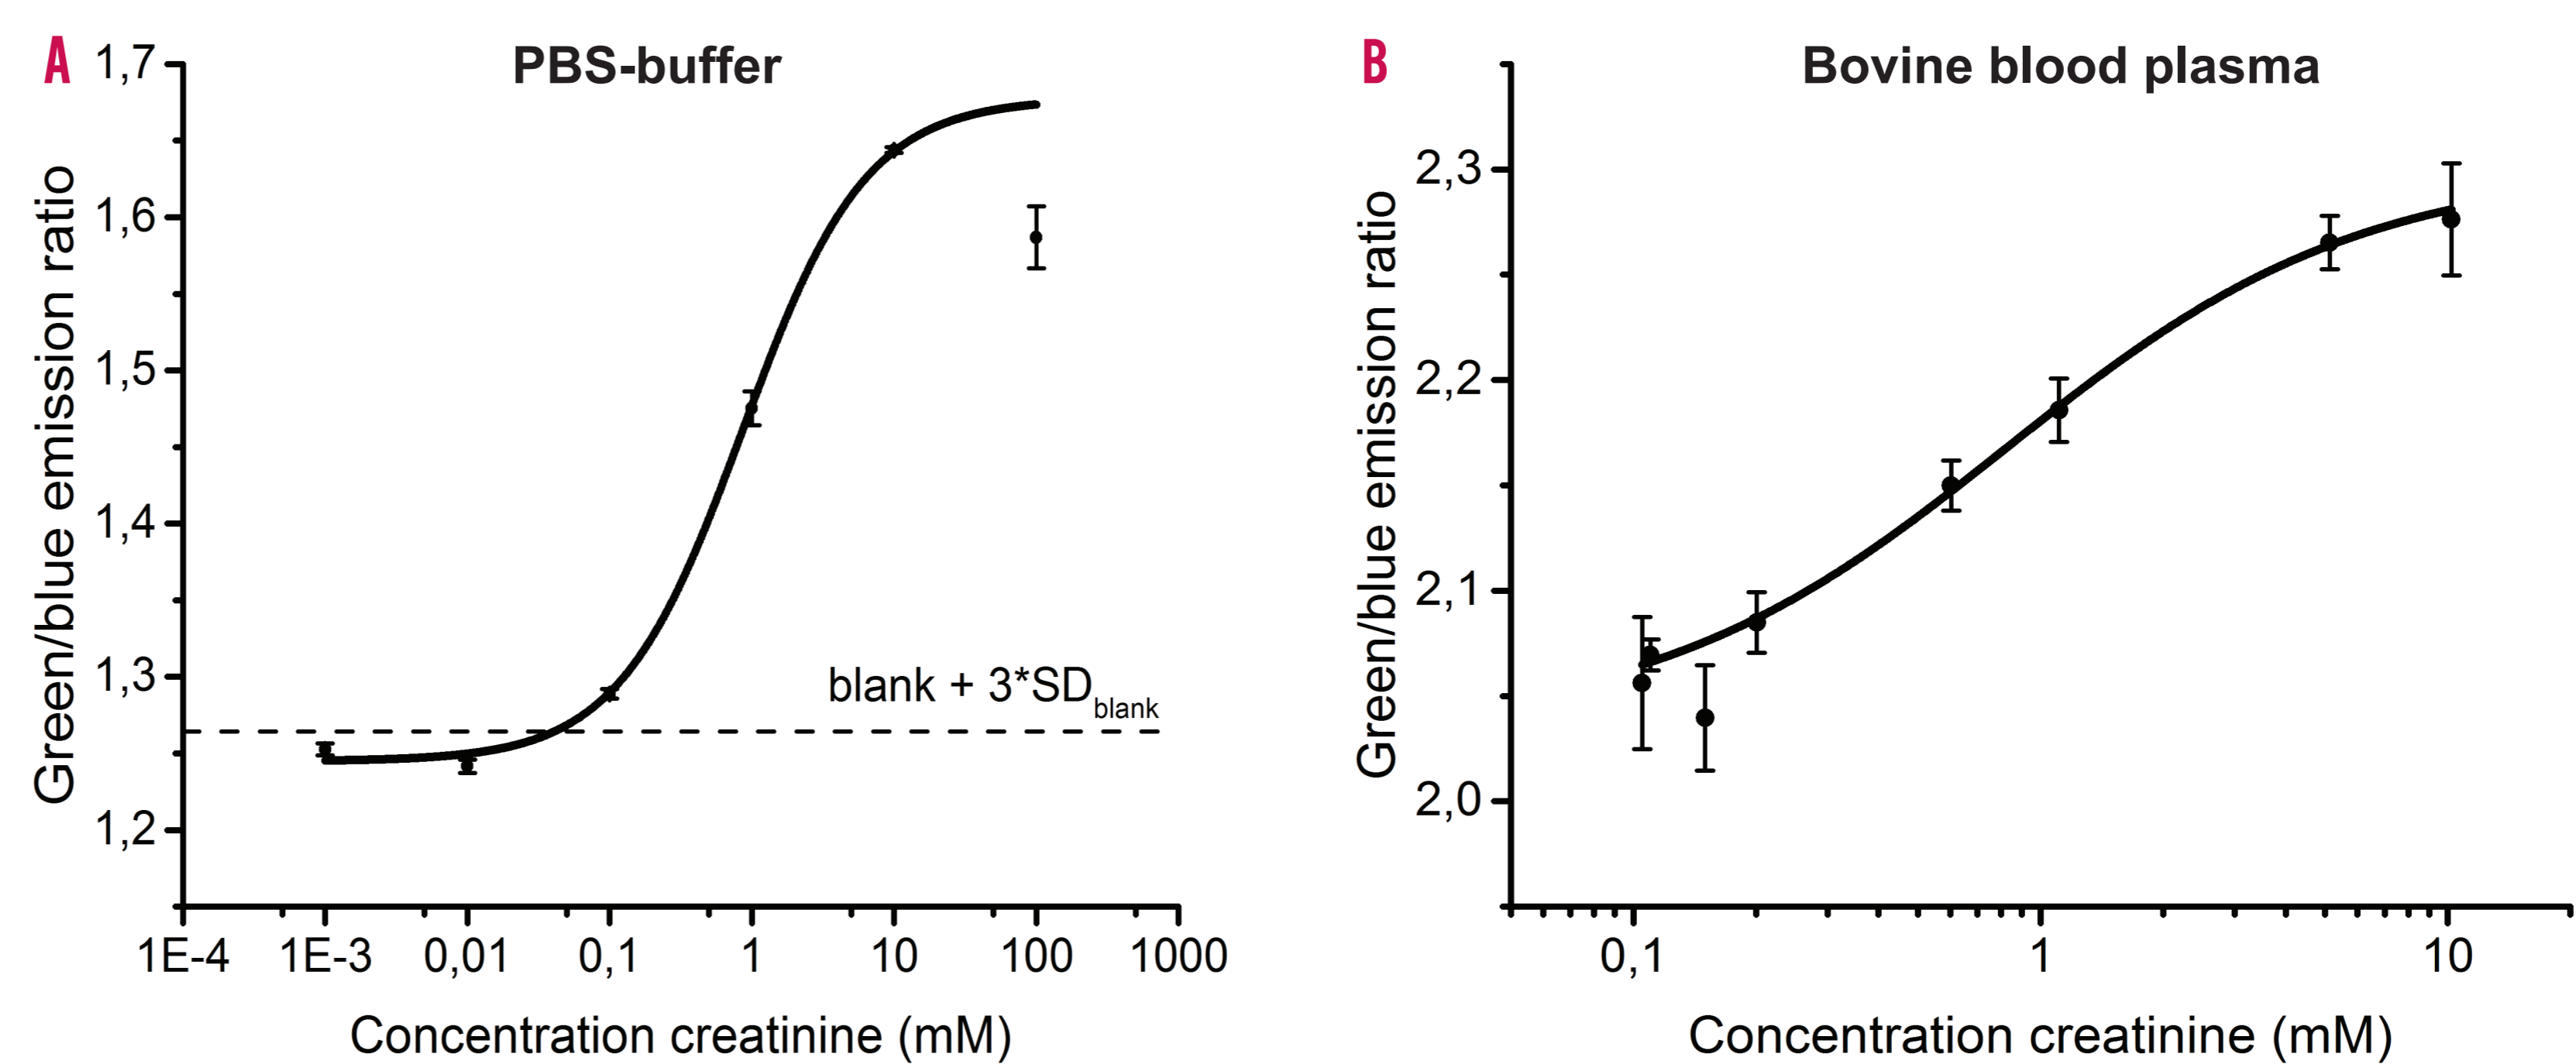 A
PBS-buffer
Green/blue emission ratio
1,7
1,6
1,5
1,4
1,3
1,2
blank + 3*SDblank
1E-4 1E-3 0,01 0,1 1 10 100 1000
Concentration creatinine (mM)
B
Bovine blood plasma
Green/blue emission ratio
2,3
2,2
2,1
2,0
0,1 1 10
Concentration creatinine (mM)